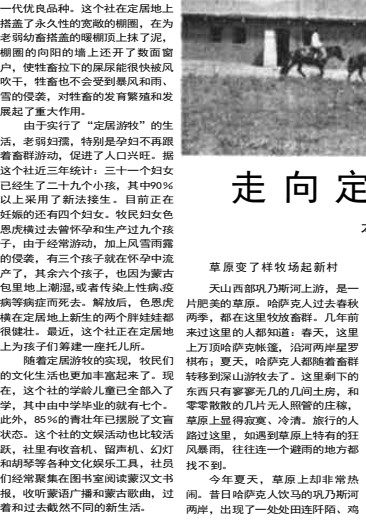 一代优良品种。这个社在定居地上
搭盖了永久性的宽敞的棚圈，在为
老弱幼畜搭盖的暖棚顶上抹了泥，
棚圈的向阳的墙上还开了数面窗
户，使牲畜拉下的屎尿能很快被风
吹干，牲畜也不会受到暴风和雨、
雪的侵袭，对牲畜的发育繁殖和发
展起了重大作用。
由于实行了“定居游牧”的生
活，老弱妇孺，特别是孕妇不再跟
着畜群游动，促进了人口兴旺。据
这个社近三年统计：三十一个妇女
已经生了二十九个小孩，其中90％
以上采用了新法接生。目前正在
妊娠的还有四个妇女。牧民妇女色
恩虎横过去曾怀孕和生产过九个孩
子，由于经常游动，加上风雪雨露
的侵袭，有三个孩子就在怀孕中流
产了，其余六个孩子，也因为蒙古
包里地上潮湿，或者传染上性病、疫
病等病症而死去。解放后，色恩虎
横在定居地上新生的两个胖娃娃都
很健壮。最近，这个社正在定居地
上为孩子们筹建一座托儿所。
随着定居游牧的实现，牧民们
的文化生活也更加丰富起来了。现
在，这个社的学龄儿童已全部入了
学，其中由中学毕业的就有七个。
此外，85％的青壮年已摆脱了文盲
状态。这个社的文娱活动也比较活
跃，社里有收音机、留声机、幻灯
和胡琴等各种文化娱乐工具，社员
们经常聚集在图书室阅读蒙汉文书
报，收听蒙语广播和蒙古歌曲，过
着和过去截然不同的新生活。
走向定
草原变了样牧场起新村
天山西部巩乃斯河上游，是一
片肥美的草原。哈萨克人过去春秋
两季，都在这里牧放畜群。几年前
来过这里的人都知道：春天，这里
上万顶哈萨克帐篷，沿河两岸星罗
棋布；夏天，哈萨克人都随着畜群
转移到深山游牧去了。这里剩下的
东西只有寥寥无几的几间土房，和
零零散散的几片无人照管的庄稼，
草原上显得寂寞、冷清。旅行的人
路过这里，如遇到草原上特有的狂
风暴雨，往往连一个避雨的地方都
找不到。
今年夏天，草原上却非常热
闹。昔日哈萨克人饮马的巩乃斯河
两岸，出现了一处处田连阡陌、鸡